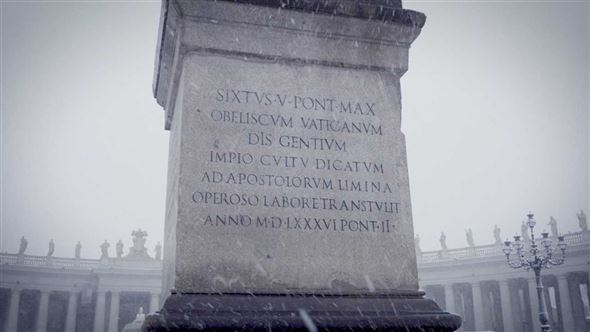 SIXTVS·V·PONT·MAX
OBELISCVM VATICANVM
DIS GENTIVM
IMPIO CVLTV DICATVM
AD APOSTOLORVM LIMINA
OPEROSO LABORE TRANSTVLIT
ANNO M·D·LXXXVI PONT·II·